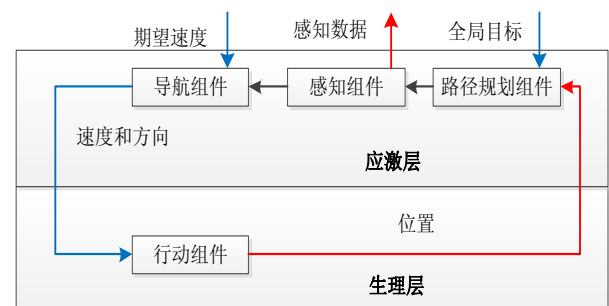 期望速度
感知数据
全局目标
导航组件
感知组件
路径规划组件
速度和方向
应激层
位置
行动组件
生理层